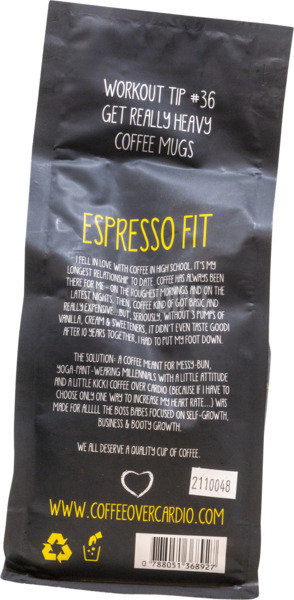 WORKOUT TIP #36
GET REALLY HEAVY
COFFEE MUGS
ESPRESSO FIT
I FELL IN LOVE WITH COFFEE IN HIGH SCHOOL. IT'S MY
LONGEST RELATIONSHIP TO DATE. COFFEE HAS ALWAYS BEEN
THERE FOR ME - ON THE ROUGHEST MORNINGS AND ON THE
LATEST NIGHTS. THEN, COFFEE KIND OF GOT BASIC AND
REALLY EXPENSIVE... BUT, SERIOUSLY, WITHOUT 3 PUMPS OF
VANILLA, CREAM & SWEETENERS, IT DIDN'T EVEN TASTE GOOD!
AFTER 10 YEARS TOGETHER, I HAD TO PUT MY FOOT DOWN.
THE SOLUTION: A COFFEE MEANT FOR MESSY-BUN,
YOGA-PANT-WEARING MILLENNIALS WITH A LITTLE ATTITUDE
AND A LITTLE KICK! COFFEE OVER CARDIO (BECAUSE IF I HAVE TO
CHOOSE ONLY ONE WAY TO INCREASE MY HEART RATE...) WAS
MADE FOR ALLLLL THE BOSS BABES FOCUSED ON SELF-GROWTH,
BUSINESS & BOOTY GROWTH.
WE ALL DESERVE A QUALITY CUP OF COFFEE.
2110048
WWW.COFFEEOVERCARDIO.COM
0 788051 368927